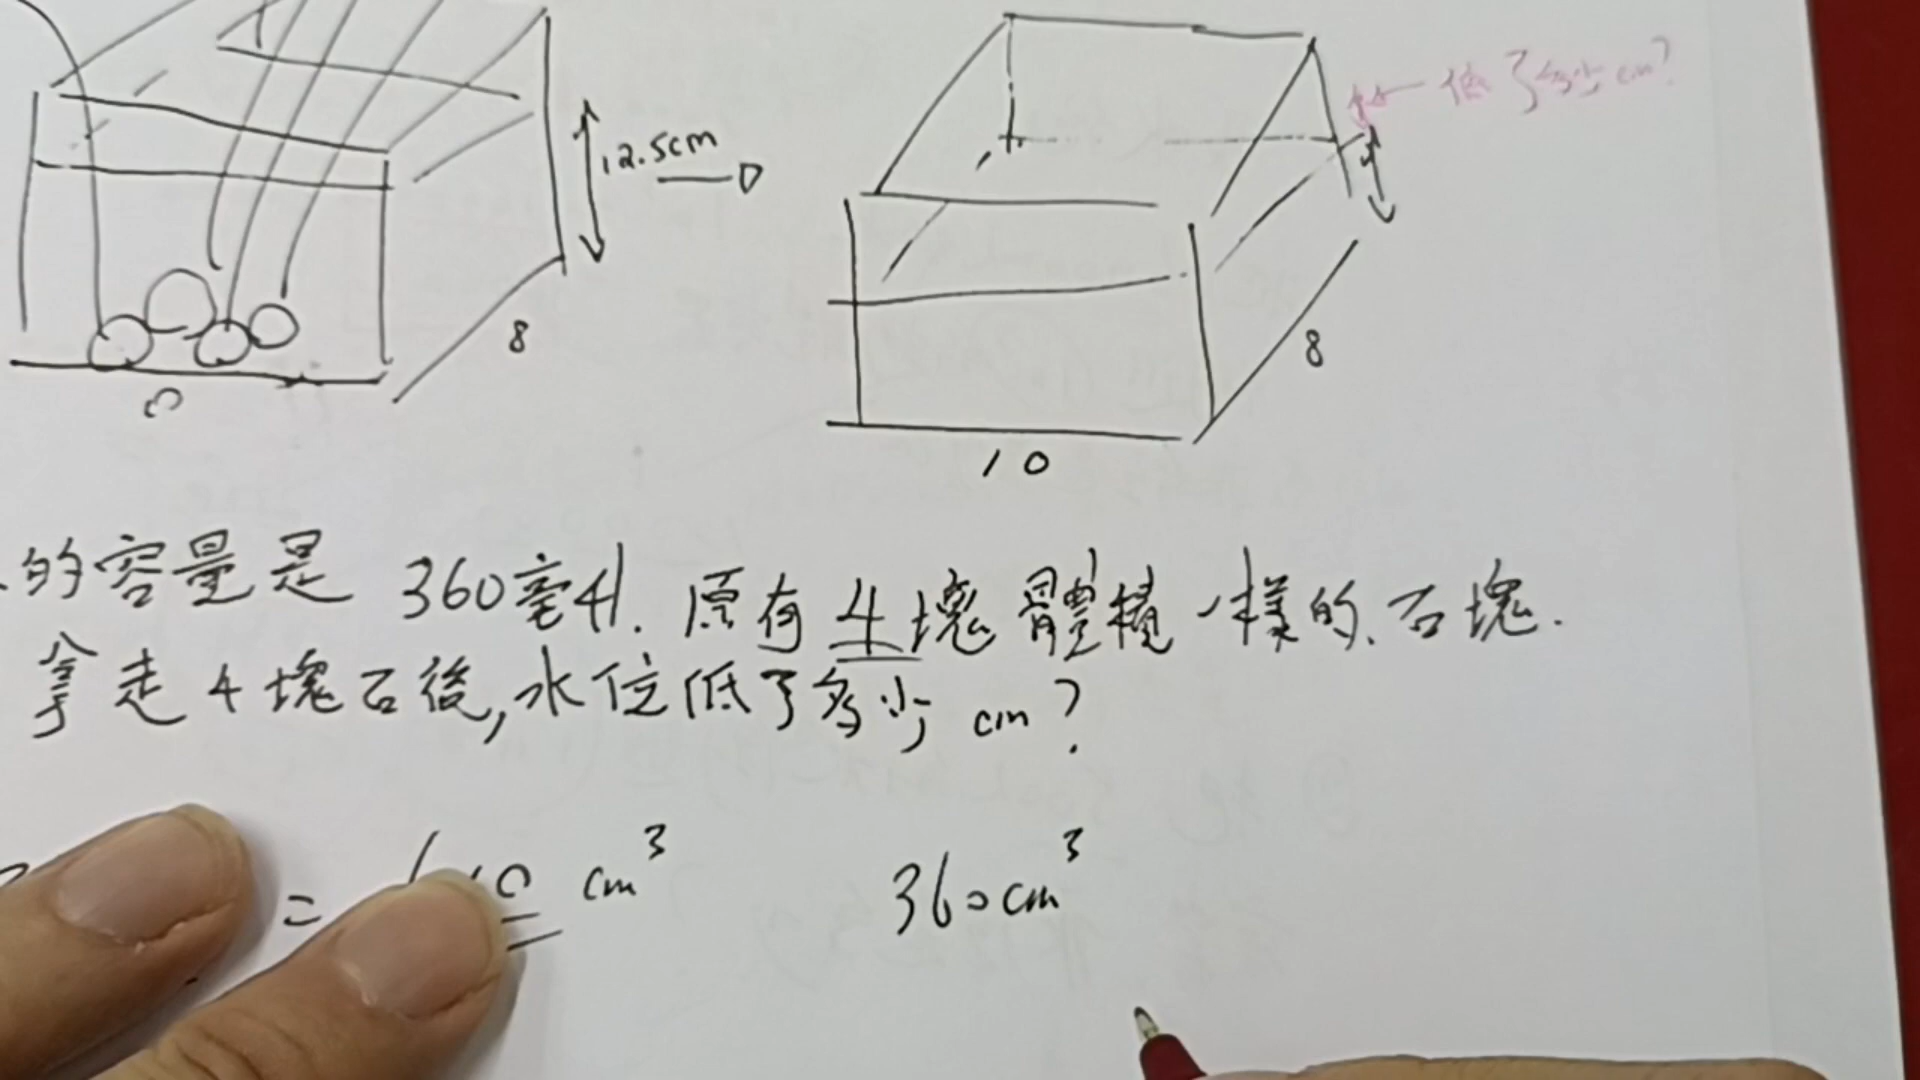 12.5cm
低了多少cm?
8
8
10
的容量是 360毫升. 原有 4 塊 體積一樣的石塊.
拿走4塊石後,水位低了多少 cm?
= cm³ 360cm³